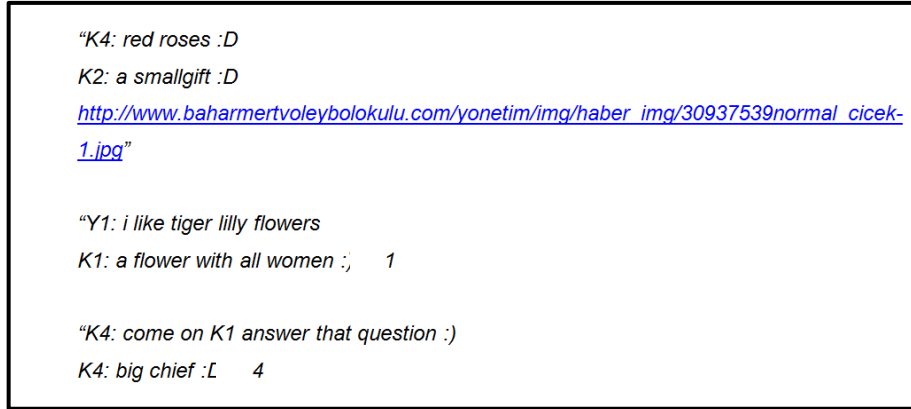 “K4: red roses :D
K2: a smallgift :D
http://www.baharmertvoleybolokulu.com/yonetim/img/haber_img/30937539normal_cicek-
1.jpg”
“Y1: i like tiger lilly flowers
K1: a flower with all women :) 1
“K4: come on K1 answer that question :)
K4: big chief :D 4